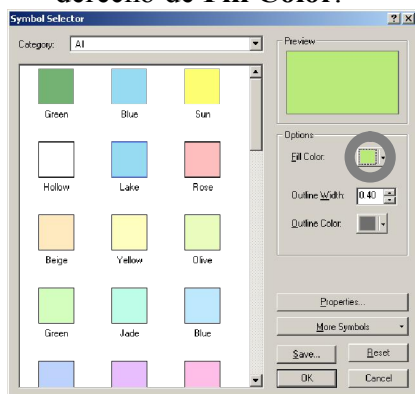 derecho de Fill Color.
Symbol Selector
Category: All
Green Blue Sun
Hollow Lake Rose
Beige Yellow Olive
Green Jade Blue
Preview
Options
Fill Color:
Outline Width: 0.40
Outline Color:
Properties...
More Symbols
Save... Reset
OK Cancel